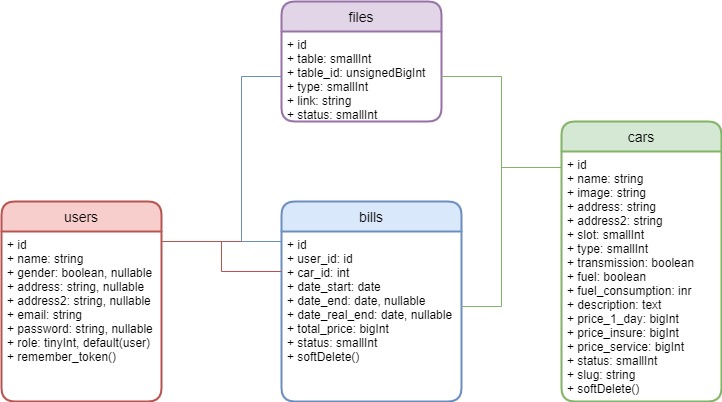 files
+ id
+ table: smallInt
+ table_id: unsignedBigInt
+ type: smallInt
+ link: string
+ status: smallInt
users
+ id
+ name: string
+ gender: boolean, nullable
+ address: string, nullable
+ address2: string, nullable
+ email: string
+ password: string, nullable
+ role: tinyInt, default(user)
+ remember_token()
bills
+ id
+ user_id: id
+ car_id: int
+ date_start: date
+ date_end: date, nullable
+ date_real_end: date, nullable
+ total_price: bigInt
+ status: smallInt
+ softDelete()
cars
+ id
+ name: string
+ image: string
+ address: string
+ address2: string
+ slot: smallInt
+ type: smallInt
+ transmission: boolean
+ fuel: boolean
+ fuel_consumption: inr
+ description: text
+ price_1_day: bigInt
+ price_insure: bigInt
+ price_service: bigInt
+ status: smallInt
+ slug: string
+ softDelete()